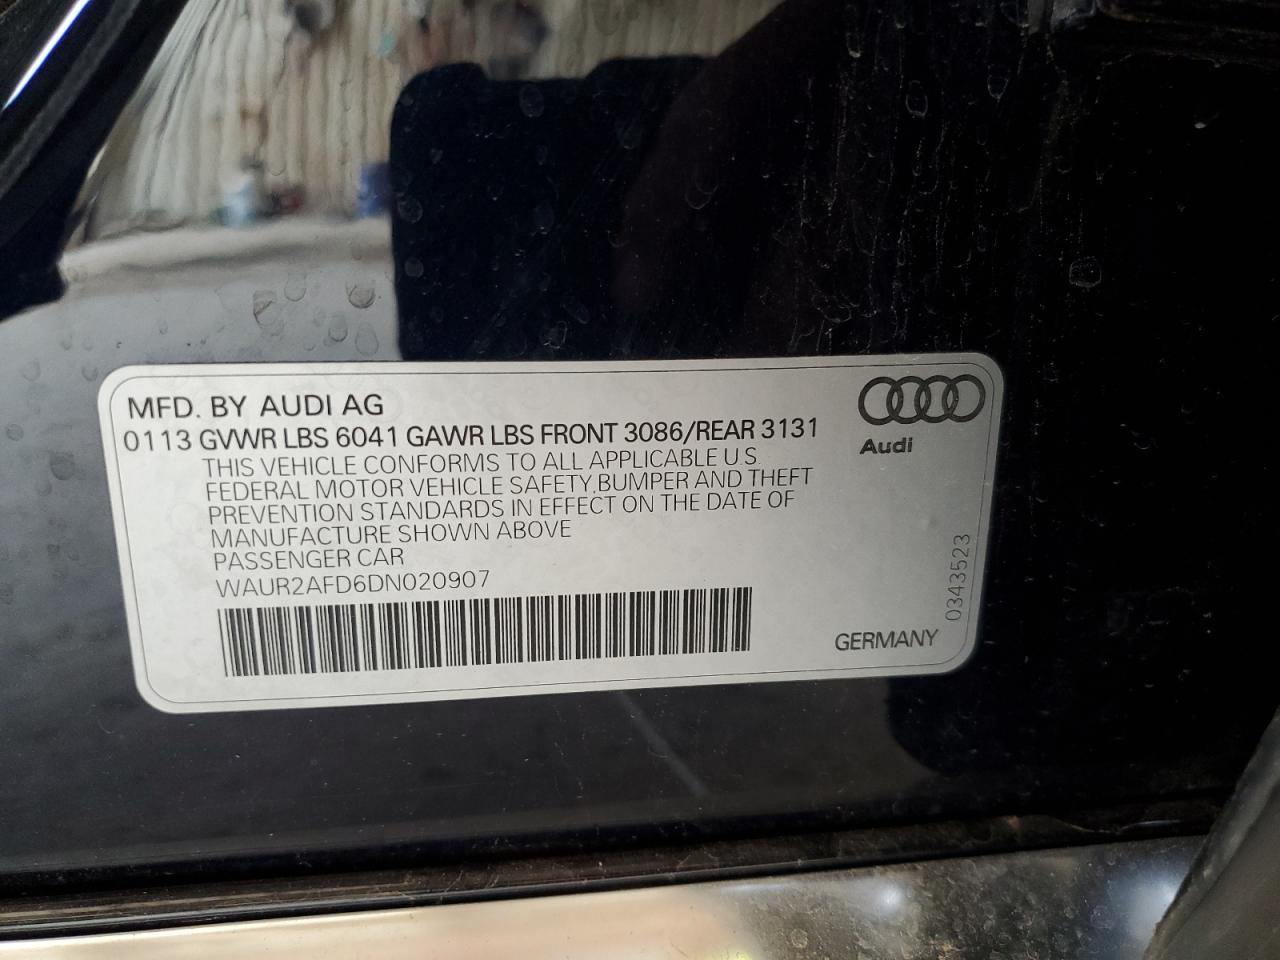 MFD. BY AUDI AG
0113 GVWR LBS 6041 GAWR LBS FRONT 3086/REAR 3131
THIS VEHICLE CONFORMS TO ALL APPLICABLE U.S.
FEDERAL MOTOR VEHICLE SAFETY,BUMPER AND THEFT
PREVENTION STANDARDS IN EFFECT ON THE DATE OF
MANUFACTURE SHOWN ABOVE
PASSENGER CAR
WAUR2AFD6DN020907
Audi
0343523
GERMANY